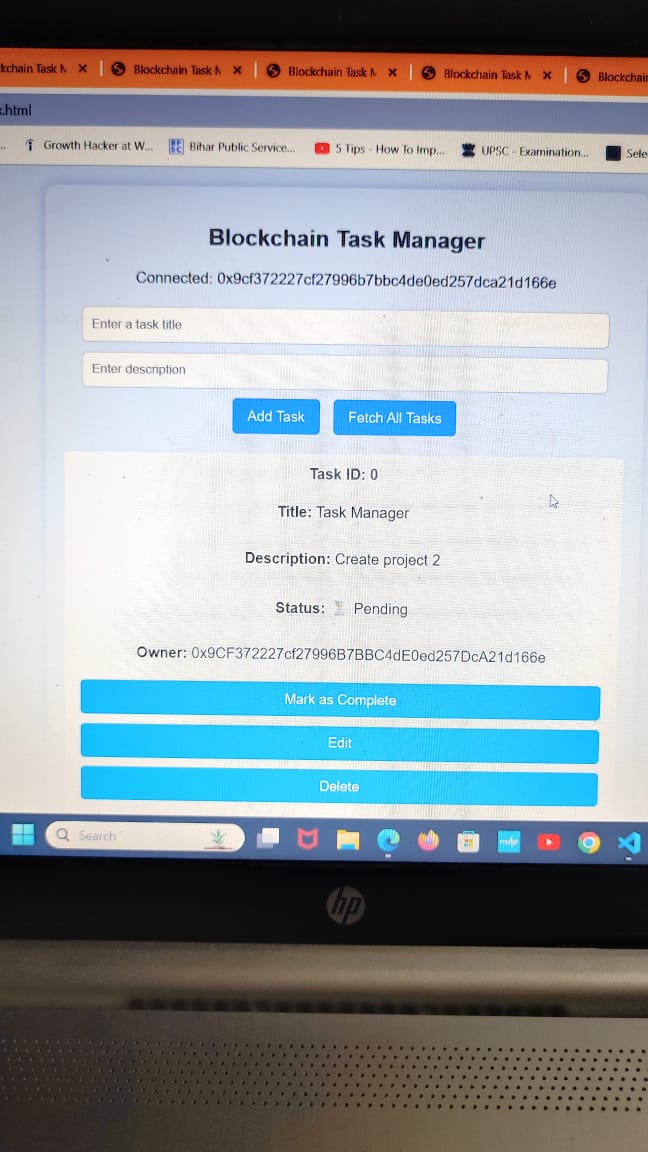 kchain Task M
Blockchain Task M
Blockchain Task M
Blockchain Task M
Blockchain
.html
Growth Hacker at W...
Bihar Public Service...
5 Tips - How To Imp...
UPSC - Examination...
Sele
Blockchain Task Manager
Connected: 0x9cf372227cf27996b7bbc4de0ed257dca21d166e
Enter a task title
Enter description
Add Task
Fetch All Tasks
Task ID: 0
Title: Task Manager
Description: Create project 2
Status: ⏳ Pending
Owner: 0x9CF372227cf27996B7BBC4dE0ed257DcA21d166e
Mark as Complete
Edit
Delete
Search
hp